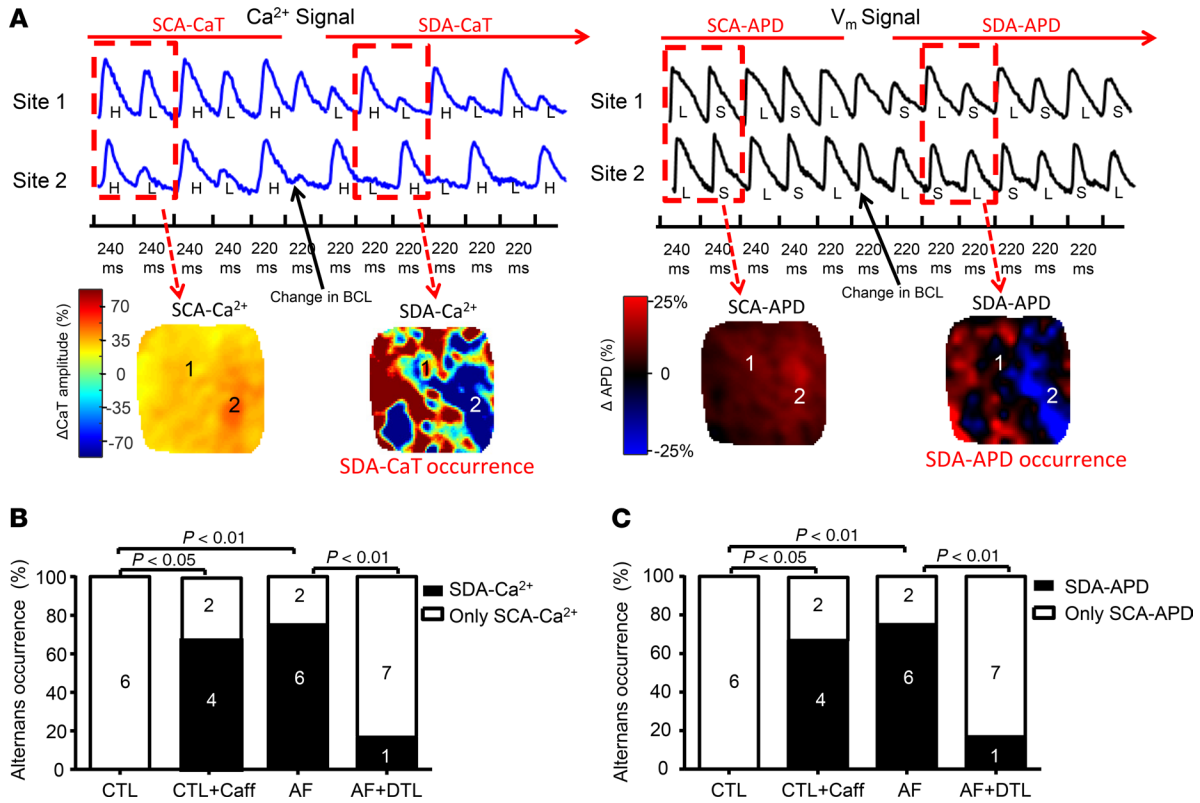 A
Ca2+ Signal
SCA-CaT
SDA-CaT
Site 1
H L H L H L H L H L H L
Site 2
H L H L H H L H L H L H
240 240 240 220 220 220 220 220 220 220 220
ms ms ms ms ms ms ms ms ms ms ms
Change in BCL
SCA-Ca2+
SDA-Ca2+
ΔCaT amplitude (%)
70
35
0
-35
-70
1
2
1
2
SDA-CaT occurrence
Vm Signal
SCA-APD
SDA-APD
Site 1
L S L S L S L S L S L S
Site 2
L S L S L L S L S L S L
240 240 240 220 220 220 220 220 220 220 220
ms ms ms ms ms ms ms ms ms ms ms
Change in BCL
SCA-APD
SDA-APD
Δ APD (%)
25%
0
-25%
1
2
1
2
SDA-APD occurrence
B
P < 0.01
P < 0.05
P < 0.01
Alternans occurrence (%)
100
80
60
40
20
0
6
2
4
2
6
7
1
SDA-Ca2+
Only SCA-Ca2+
CTL CTL+Caff AF AF+DTL
C
P < 0.01
P < 0.05
P < 0.01
Alternans occurrence (%)
100
80
60
40
20
0
6
2
4
2
6
7
1
SDA-APD
Only SCA-APD
CTL CTL+Caff AF AF+DTL